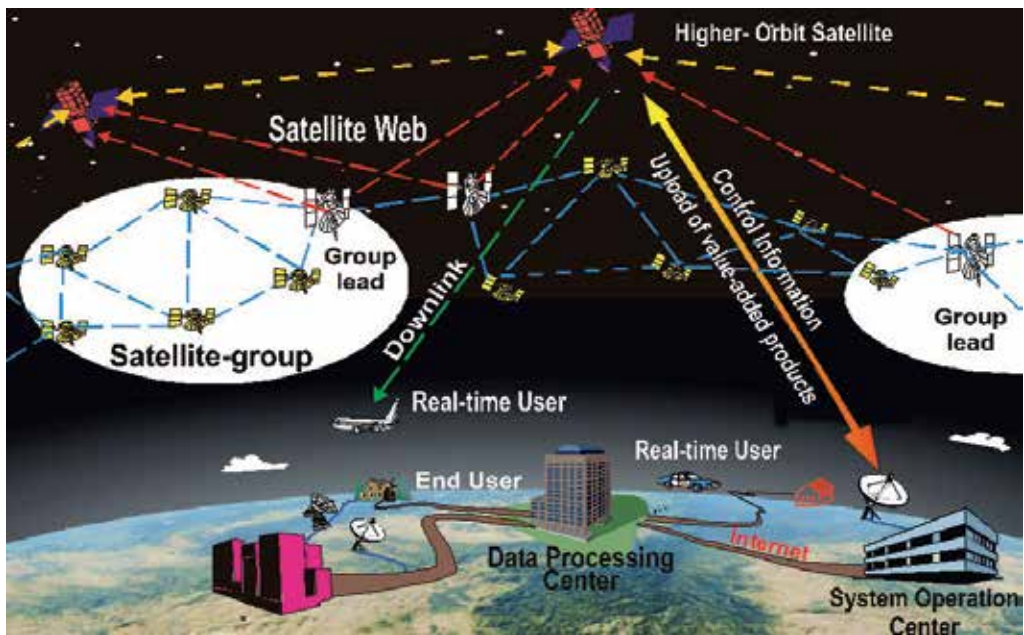 Higher- Orbit Satellite
Satellite Web
Group
lead
Satellite-group
Downlink
Control Information
Upload of value-added products
Group
lead
Real-time User
Real-time User
End User
Data Processing
Center
Internet
System Operation
Center